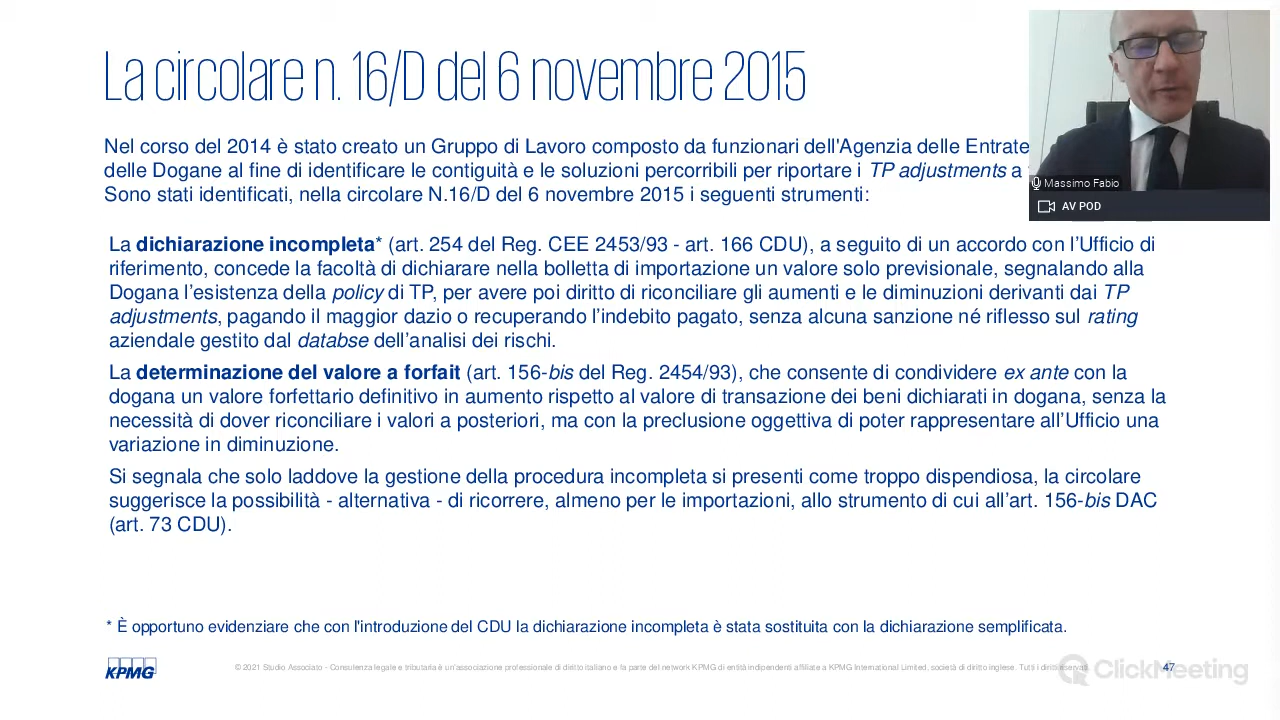 La circolare n. 16/D del 6 novembre 2015
Nel corso del 2014 è stato creato un Gruppo di Lavoro composto da funzionari dell'Agenzia delle Entrate
delle Dogane al fine di identificare le contiguità e le soluzioni percorribili per riportare i TP adjustments a
Sono stati identificati, nella circolare N.16/D del 6 novembre 2015 i seguenti strumenti:
Massimo Fabio
AV POD
La dichiarazione incompleta* (art. 254 del Reg. CEE 2453/93 - art. 166 CDU), a seguito di un accordo con l’Ufficio di
riferimento, concede la facoltà di dichiarare nella bolletta di importazione un valore solo previsionale, segnalando alla
Dogana l’esistenza della policy di TP, per avere poi diritto di riconciliare gli aumenti e le diminuzioni derivanti dai TP
adjustments, pagando il maggior dazio o recuperando l’indebito pagato, senza alcuna sanzione né riflesso sul rating
aziendale gestito dal databse dell’analisi dei rischi.
La determinazione del valore a forfait (art. 156-bis del Reg. 2454/93), che consente di condividere ex ante con la
dogana un valore forfettario definitivo in aumento rispetto al valore di transazione dei beni dichiarati in dogana, senza la
necessità di dover riconciliare i valori a posteriori, ma con la preclusione oggettiva di poter rappresentare all’Ufficio una
variazione in diminuzione.
Si segnala che solo laddove la gestione della procedura incompleta si presenti come troppo dispendiosa, la circolare
suggerisce la possibilità - alternativa - di ricorrere, almeno per le importazioni, allo strumento di cui all’art. 156-bis DAC
(art. 73 CDU).
* È opportuno evidenziare che con l'introduzione del CDU la dichiarazione incompleta è stata sostituita con la dichiarazione semplificata.
KPMG
© 2021 Studio Associato - Consulenza legale e tributaria è un’associazione professionale di diritto italiano e fa parte del network KPMG di entità indipendenti affiliate a KPMG International Limited, società di diritto inglese. Tutti i diritti riservati.
47
ClickMeeting